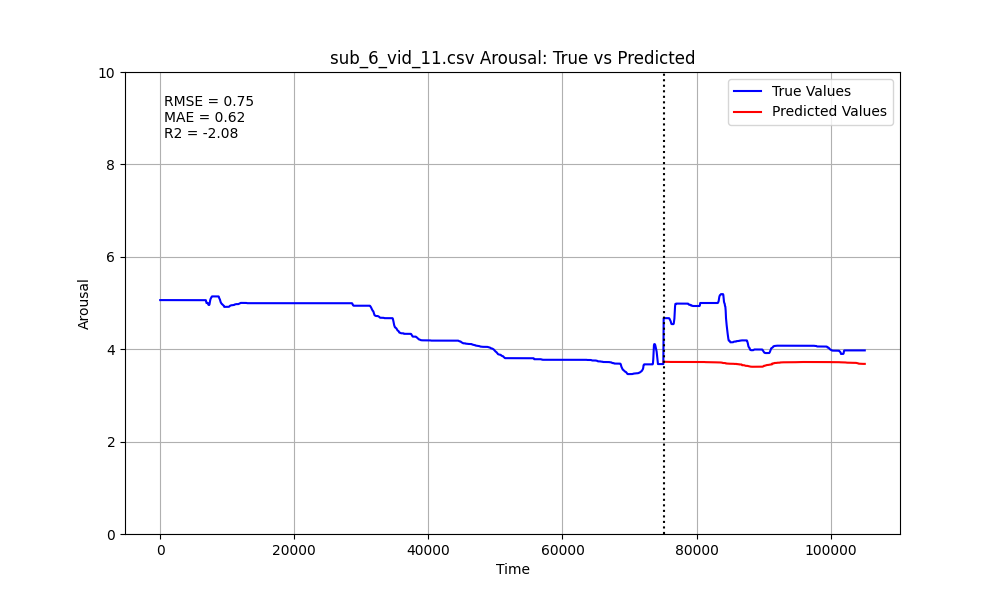 sub_6_vid_11.csv Arousal: True vs Predicted
10
8
6
4
2
0
Arousal
RMSE = 0.75
MAE = 0.62
R2 = -2.08
True Values
Predicted Values
0
20000
40000
60000
80000
100000
Time